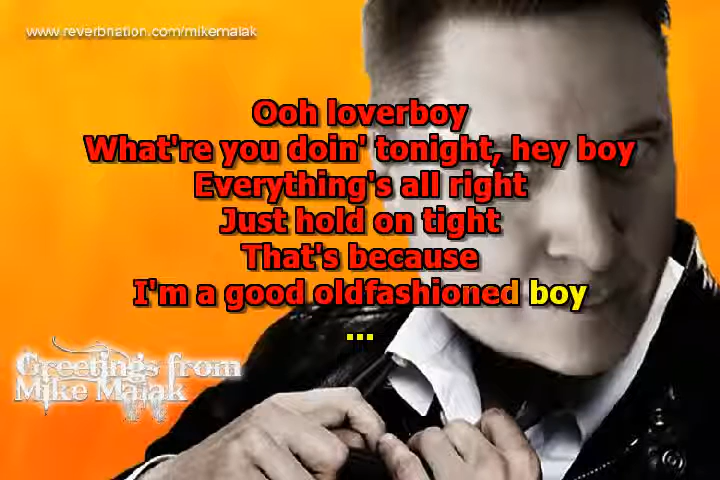 www.reverbnation.com/mikemalak
Ooh loverboy
What're you doin' tonight, hey boy
Everything's all right
Just hold on tight
That's because
I'm a good oldfashioned boy
...
Greetings from
Mike Malak